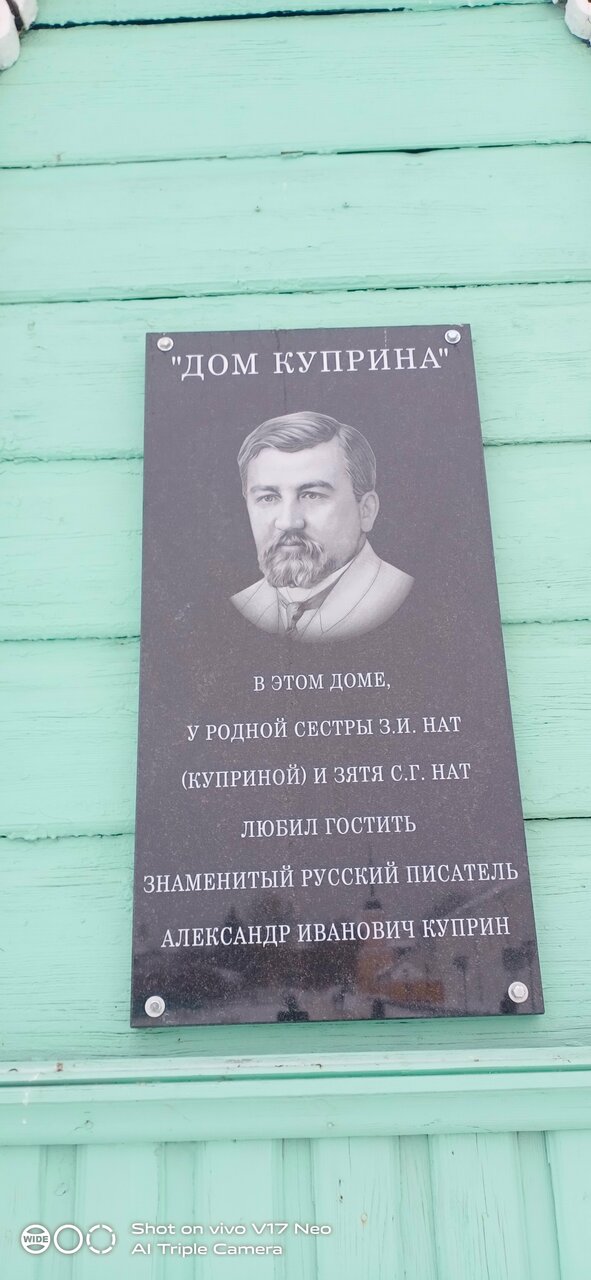 "ДОМ КУПРИНА"
В ЭТОМ ДОМЕ,
У РОДНОЙ СЕСТРЫ З.И. НАТ
(КУПРИНОЙ) И ЗЯТЯ С.Г. НАТ
ЛЮБИЛ ГОСТИТЬ
ЗНАМЕНИТЫЙ РУССКИЙ ПИСАТЕЛЬ
АЛЕКСАНДР ИВАНОВИЧ КУПРИН
WIDE
Shot on vivo V17 Neo
AI Triple Camera